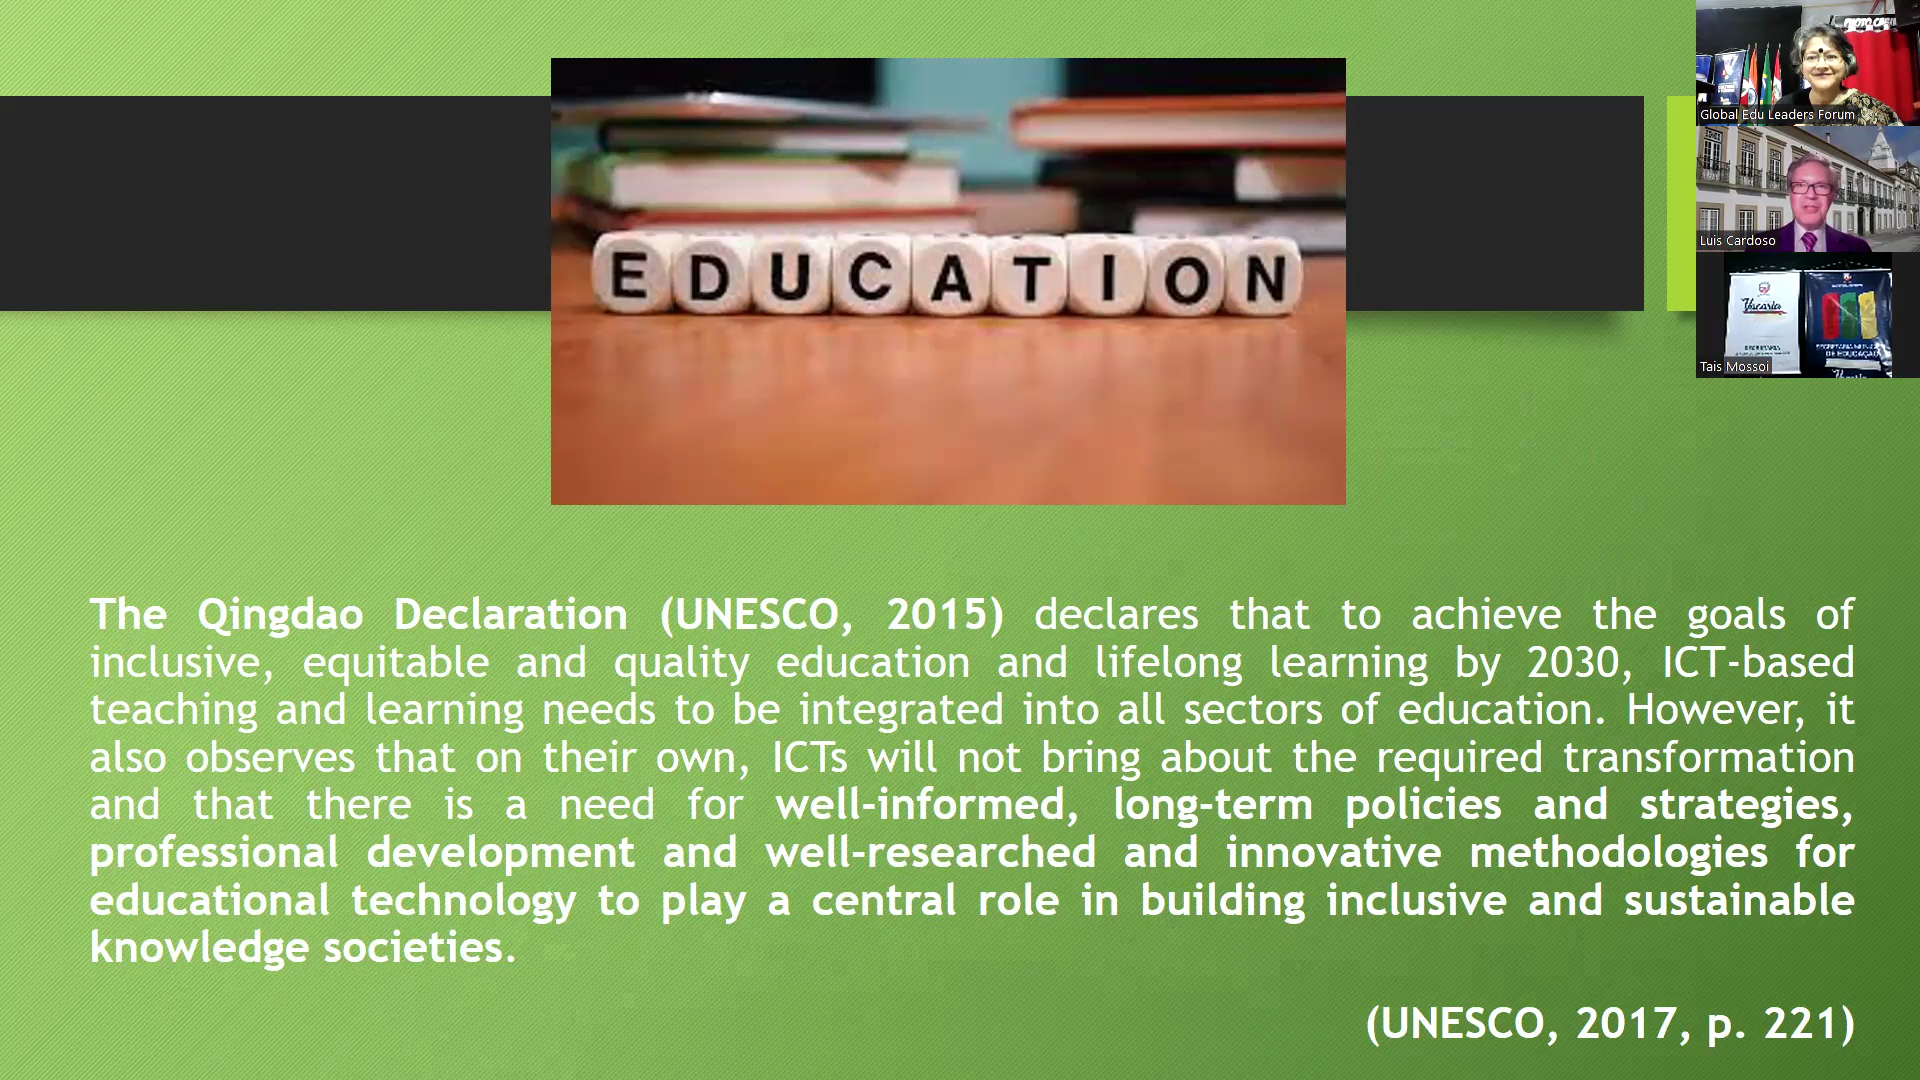 EDUCATION
The Qingdao Declaration (UNESCO, 2015) declares that to achieve the goals of
inclusive, equitable and quality education and lifelong learning by 2030, ICT-based
teaching and learning needs to be integrated into all sectors of education. However, it
also observes that on their own, ICTs will not bring about the required transformation
and that there is a need for well-informed, long-term policies and strategies,
professional development and well-researched and innovative methodologies for
educational technology to play a central role in building inclusive and sustainable
knowledge societies.
(UNESCO, 2017, p. 221)
Global Edu Leaders Forum
Luis Cardoso
Vacaria
DE EDUCAÇÃO
Tais Mossoi